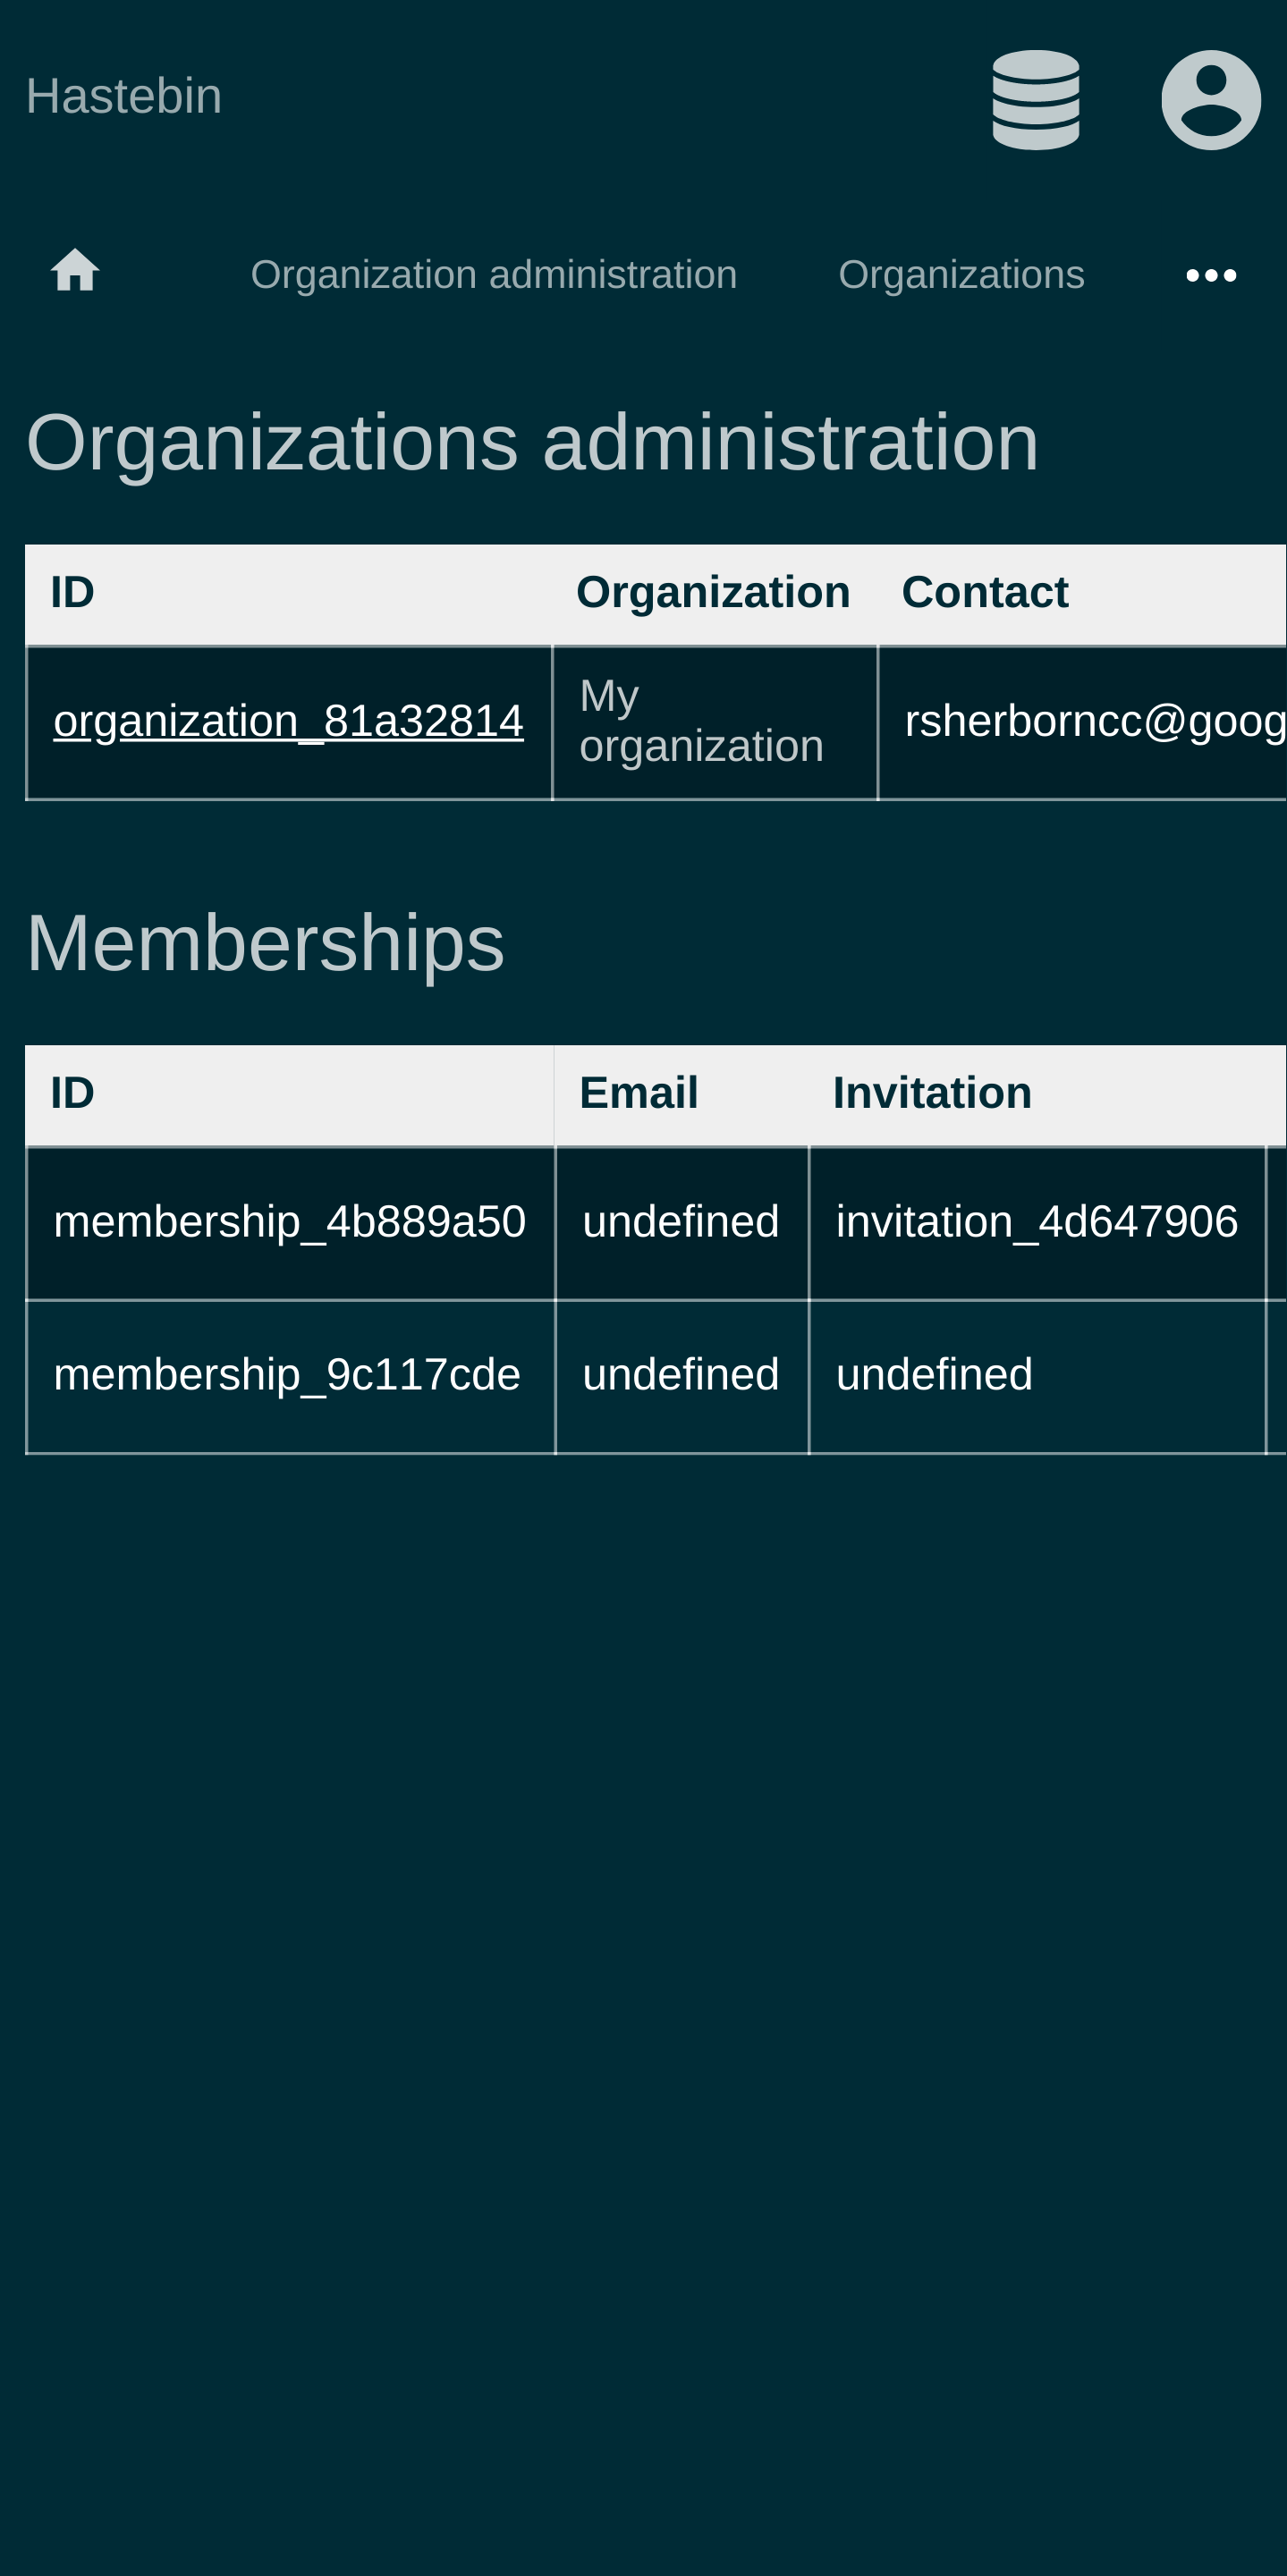 Hastebin
Organization administration Organizations
Organizations administration
ID Organization Contact
organization_81a32814 My organization rsherborncc@goog
Memberships
ID Email Invitation
membership_4b889a50 undefined invitation_4d647906
membership_9c117cde undefined undefined